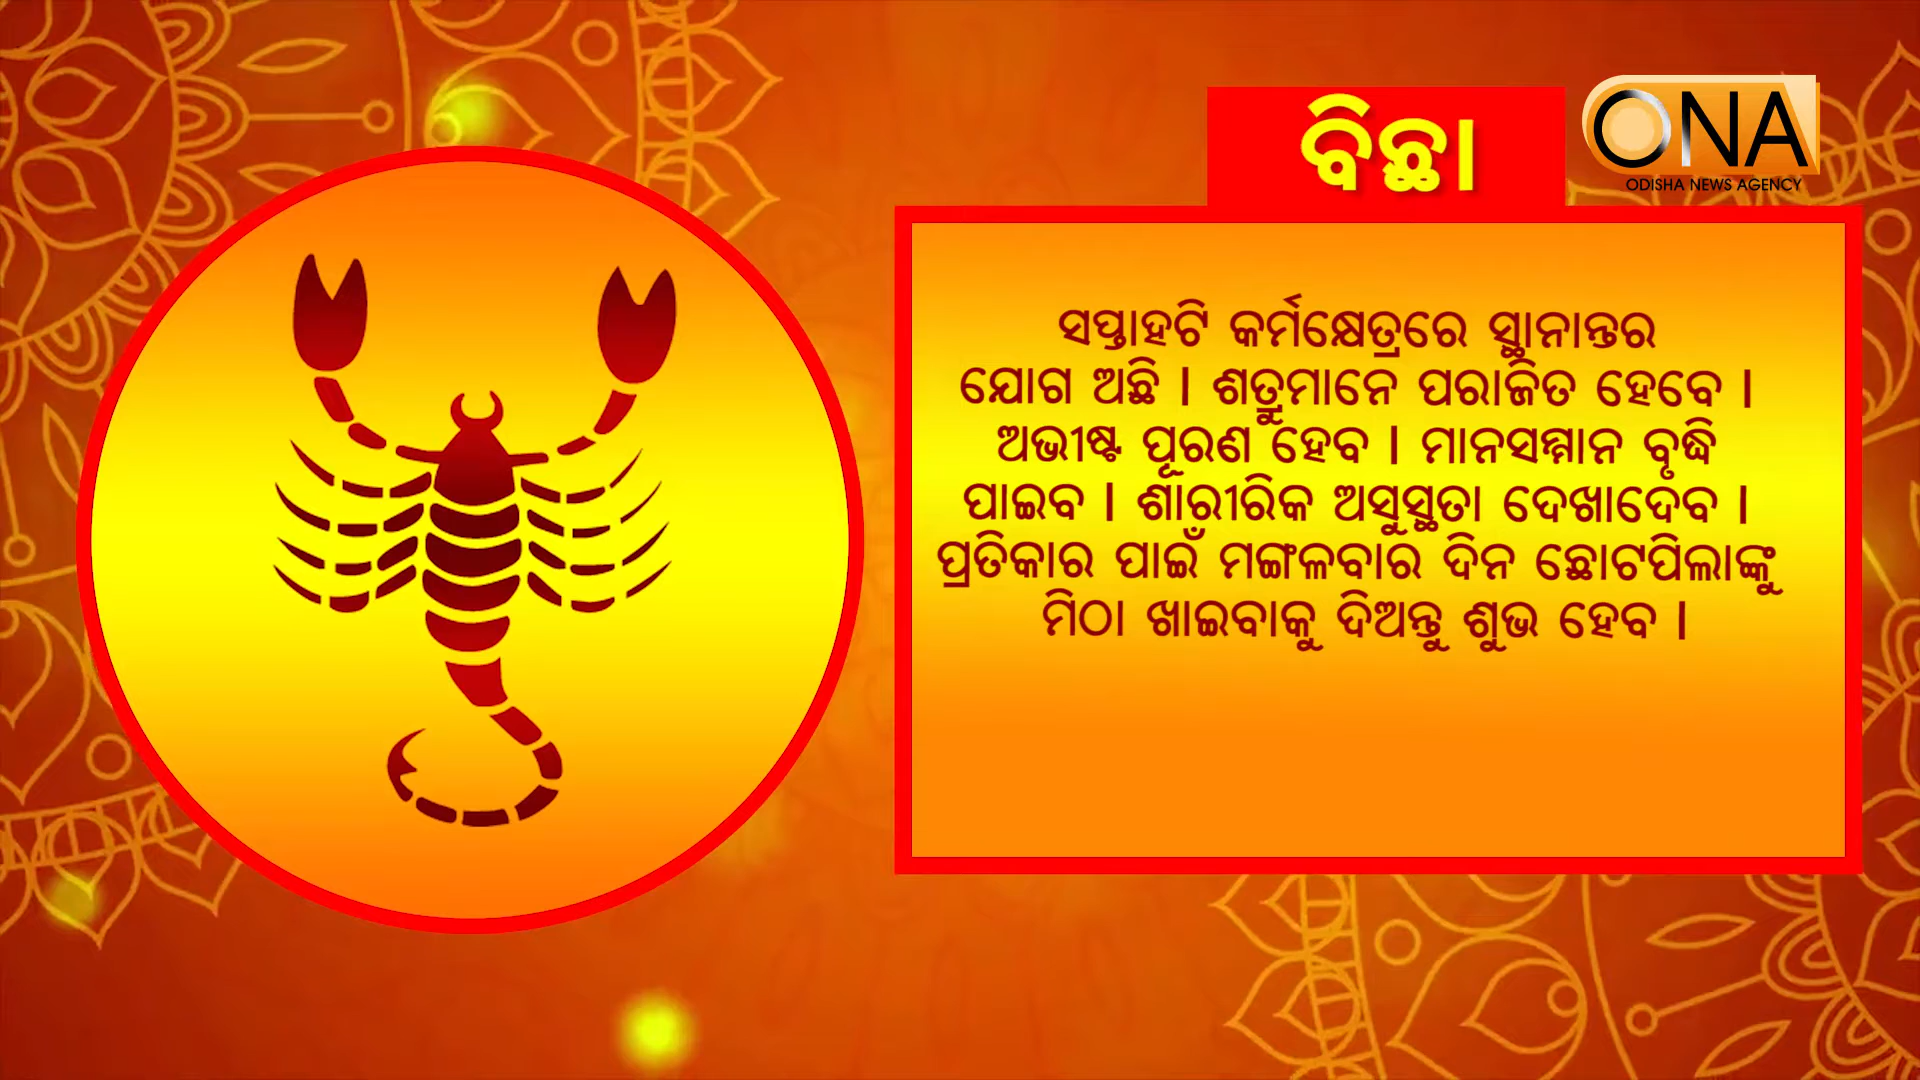 ବିଛା
ONA
ODISHA NEWS AGENCY
ସପ୍ତାହଟି କର୍ମକ୍ଷେତ୍ରରେ ସ୍ଥାନାନ୍ତର
ଯୋଗ ଅଛି । ଶତ୍ରୁମାନେ ପରାଜିତ ହେବେ ।
ଅଭୀଷ୍ଟ ପୂରଣ ହେବ । ମାନସମ୍ମାନ ବୃଦ୍ଧି
ପାଇବ । ଶାରୀରିକ ଅସୁସ୍ଥତା ଦେଖାଦେବ ।
ପ୍ରତିକାର ପାଇଁ ମଙ୍ଗଳବାର ଦିନ ଛୋଟପିଲାଙ୍କୁ
ମିଠା ଖାଇବାକୁ ଦିଅନ୍ତୁ ଶୁଭ ହେବ ।